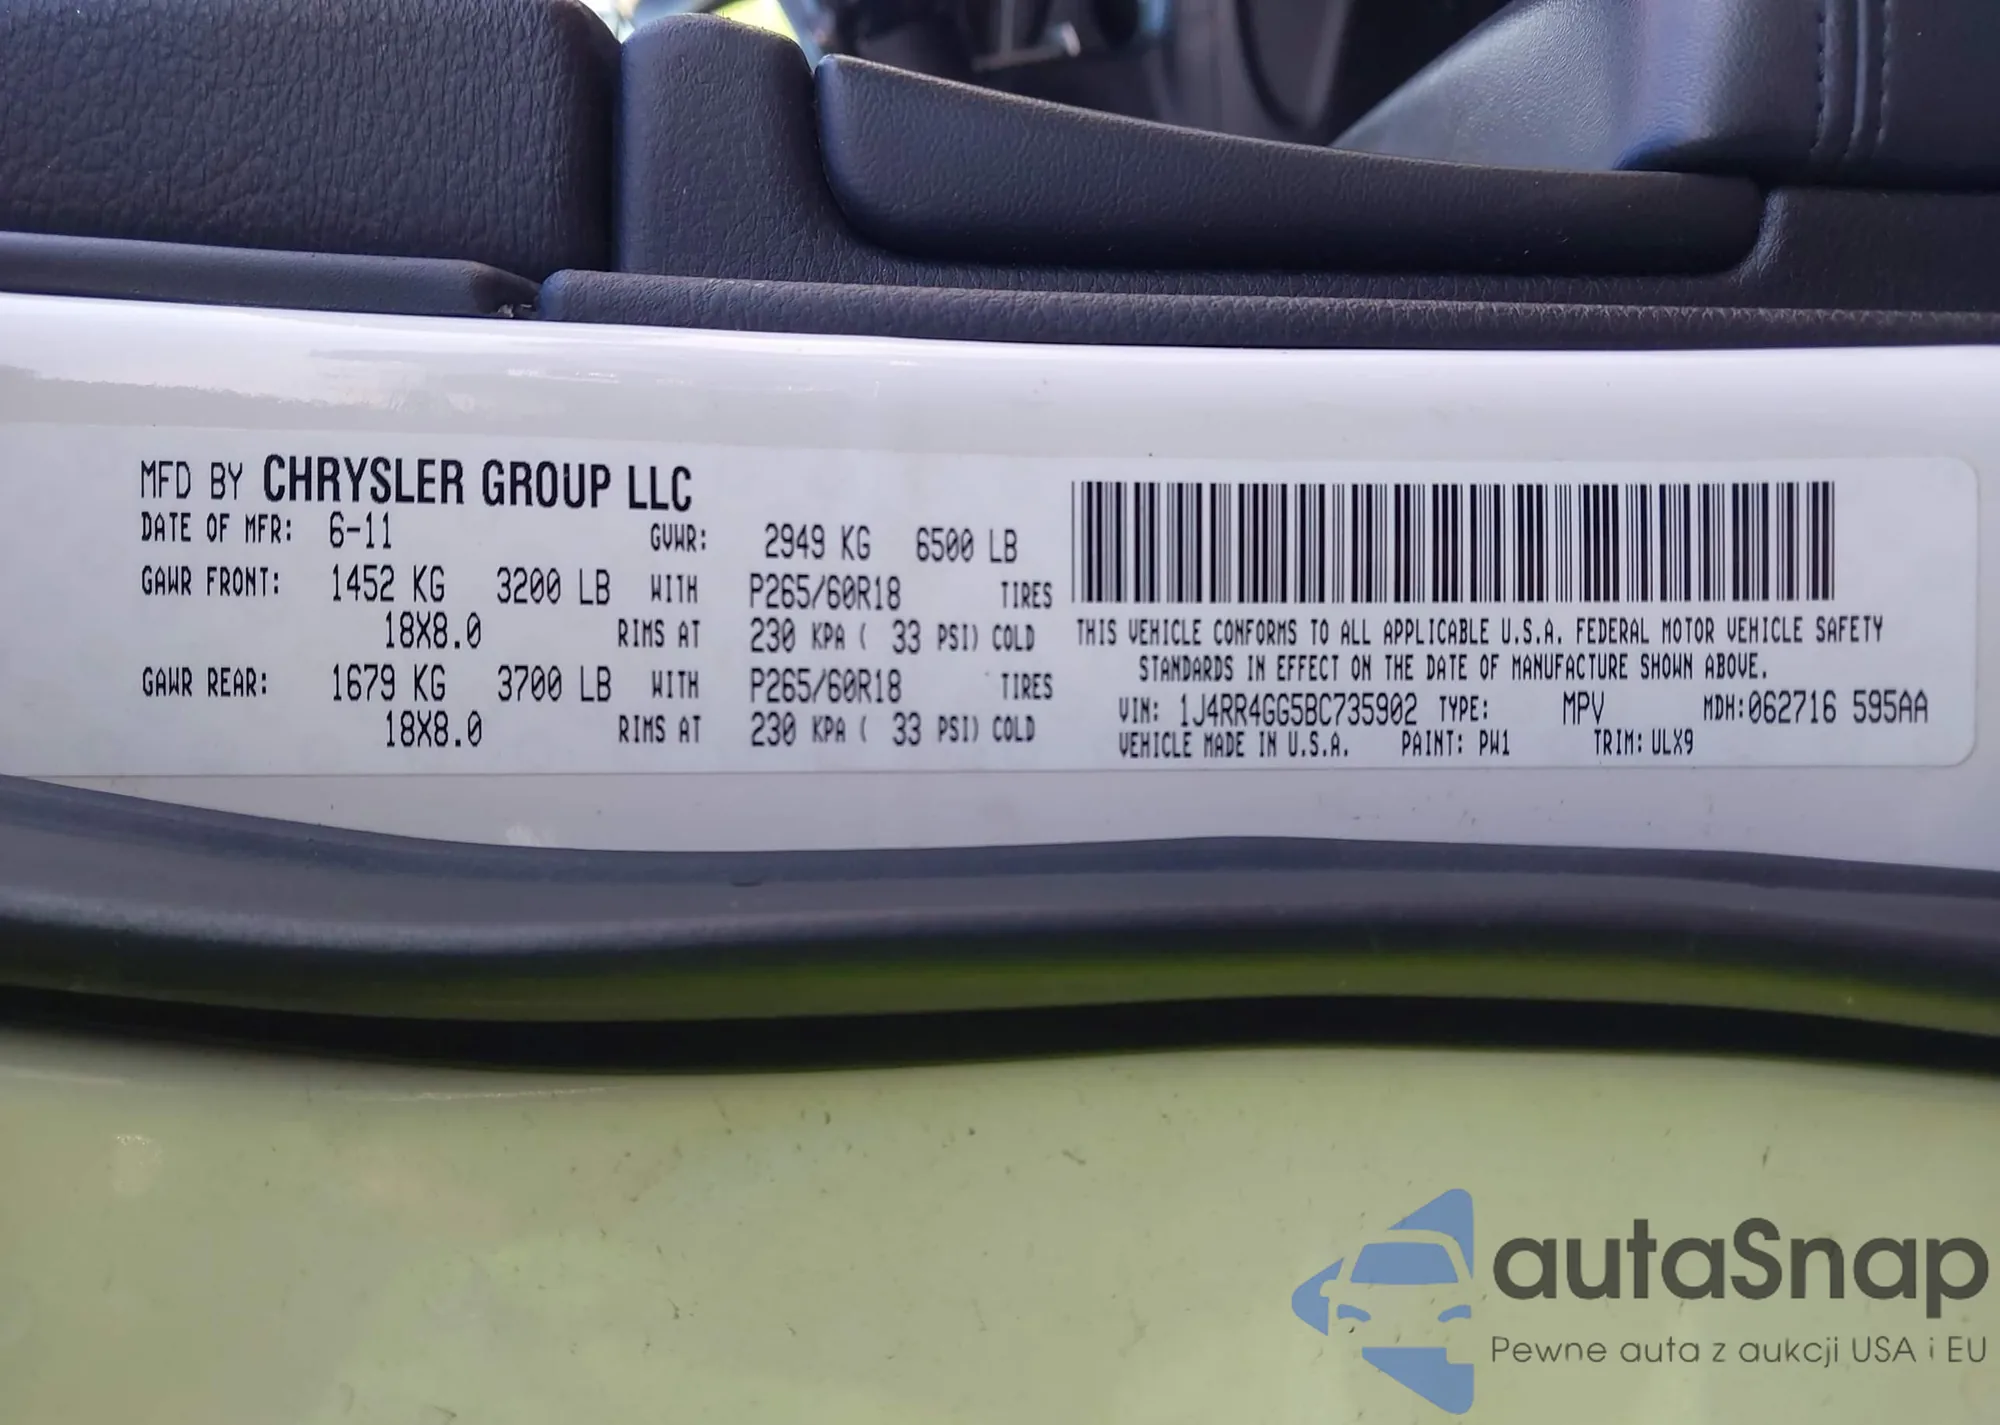 MFD BY CHRYSLER GROUP LLC
DATE OF MFR: 6-11 GVWR: 2949 KG 6500 LB
GAWR FRONT: 1452 KG 3200 LB WITH P265/60R18 TIRES
18X8.0 RIMS AT 230 KPA ( 33 PSI) COLD
GAWR REAR: 1679 KG 3700 LB WITH P265/60R18 TIRES
18X8.0 RIMS AT 230 KPA ( 33 PSI) COLD
THIS VEHICLE CONFORMS TO ALL APPLICABLE U.S.A. FEDERAL MOTOR VEHICLE SAFETY
STANDARDS IN EFFECT ON THE DATE OF MANUFACTURE SHOWN ABOVE.
VIN: 1J4RR4GG5BC735902 TYPE: MPV MDH:062716 595AA
VEHICLE MADE IN U.S.A. PAINT: PW1 TRIM: ULX9
autaSnap
Pewne auta z aukcji USA i EU